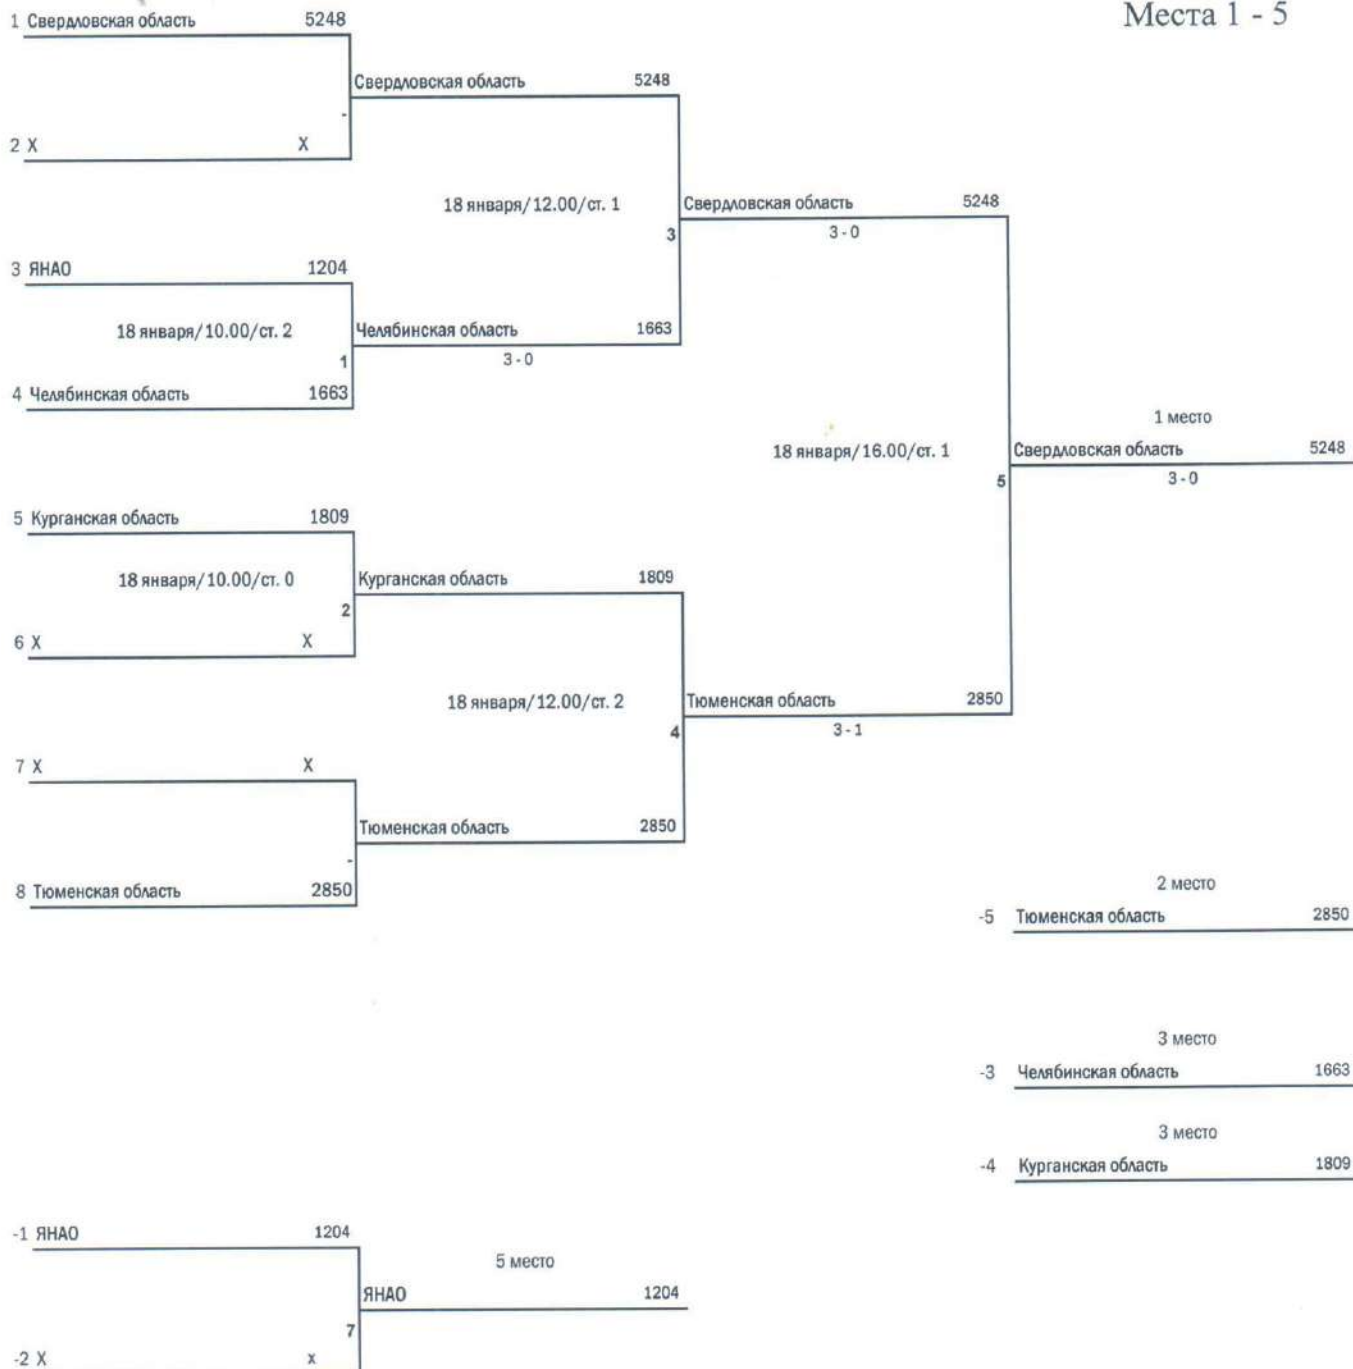 Места 1 - 5
1 Свердловская область 5248
Свердловская область 5248
-
2 X X
18 января/12.00/ст. 1
Свердловская область 5248
3
3 - 0
3 ЯНАО 1204
18 января/10.00/ст. 2
Челябинская область 1663
1
3 - 0
4 Челябинская область 1663
1 место
18 января/16.00/ст. 1
Свердловская область 5248
5
3 - 0
5 Курганская область 1809
18 января/10.00/ст. 0
Курганская область 1809
2
6 X X
18 января/12.00/ст. 2
Тюменская область 2850
4
3 - 1
7 X X
Тюменская область 2850
-
8 Тюменская область 2850
2 место
-5 Тюменская область 2850
3 место
-3 Челябинская область 1663
3 место
-4 Курганская область 1809
-1 ЯНАО 1204
5 место
ЯНАО 1204
7
-2 X x